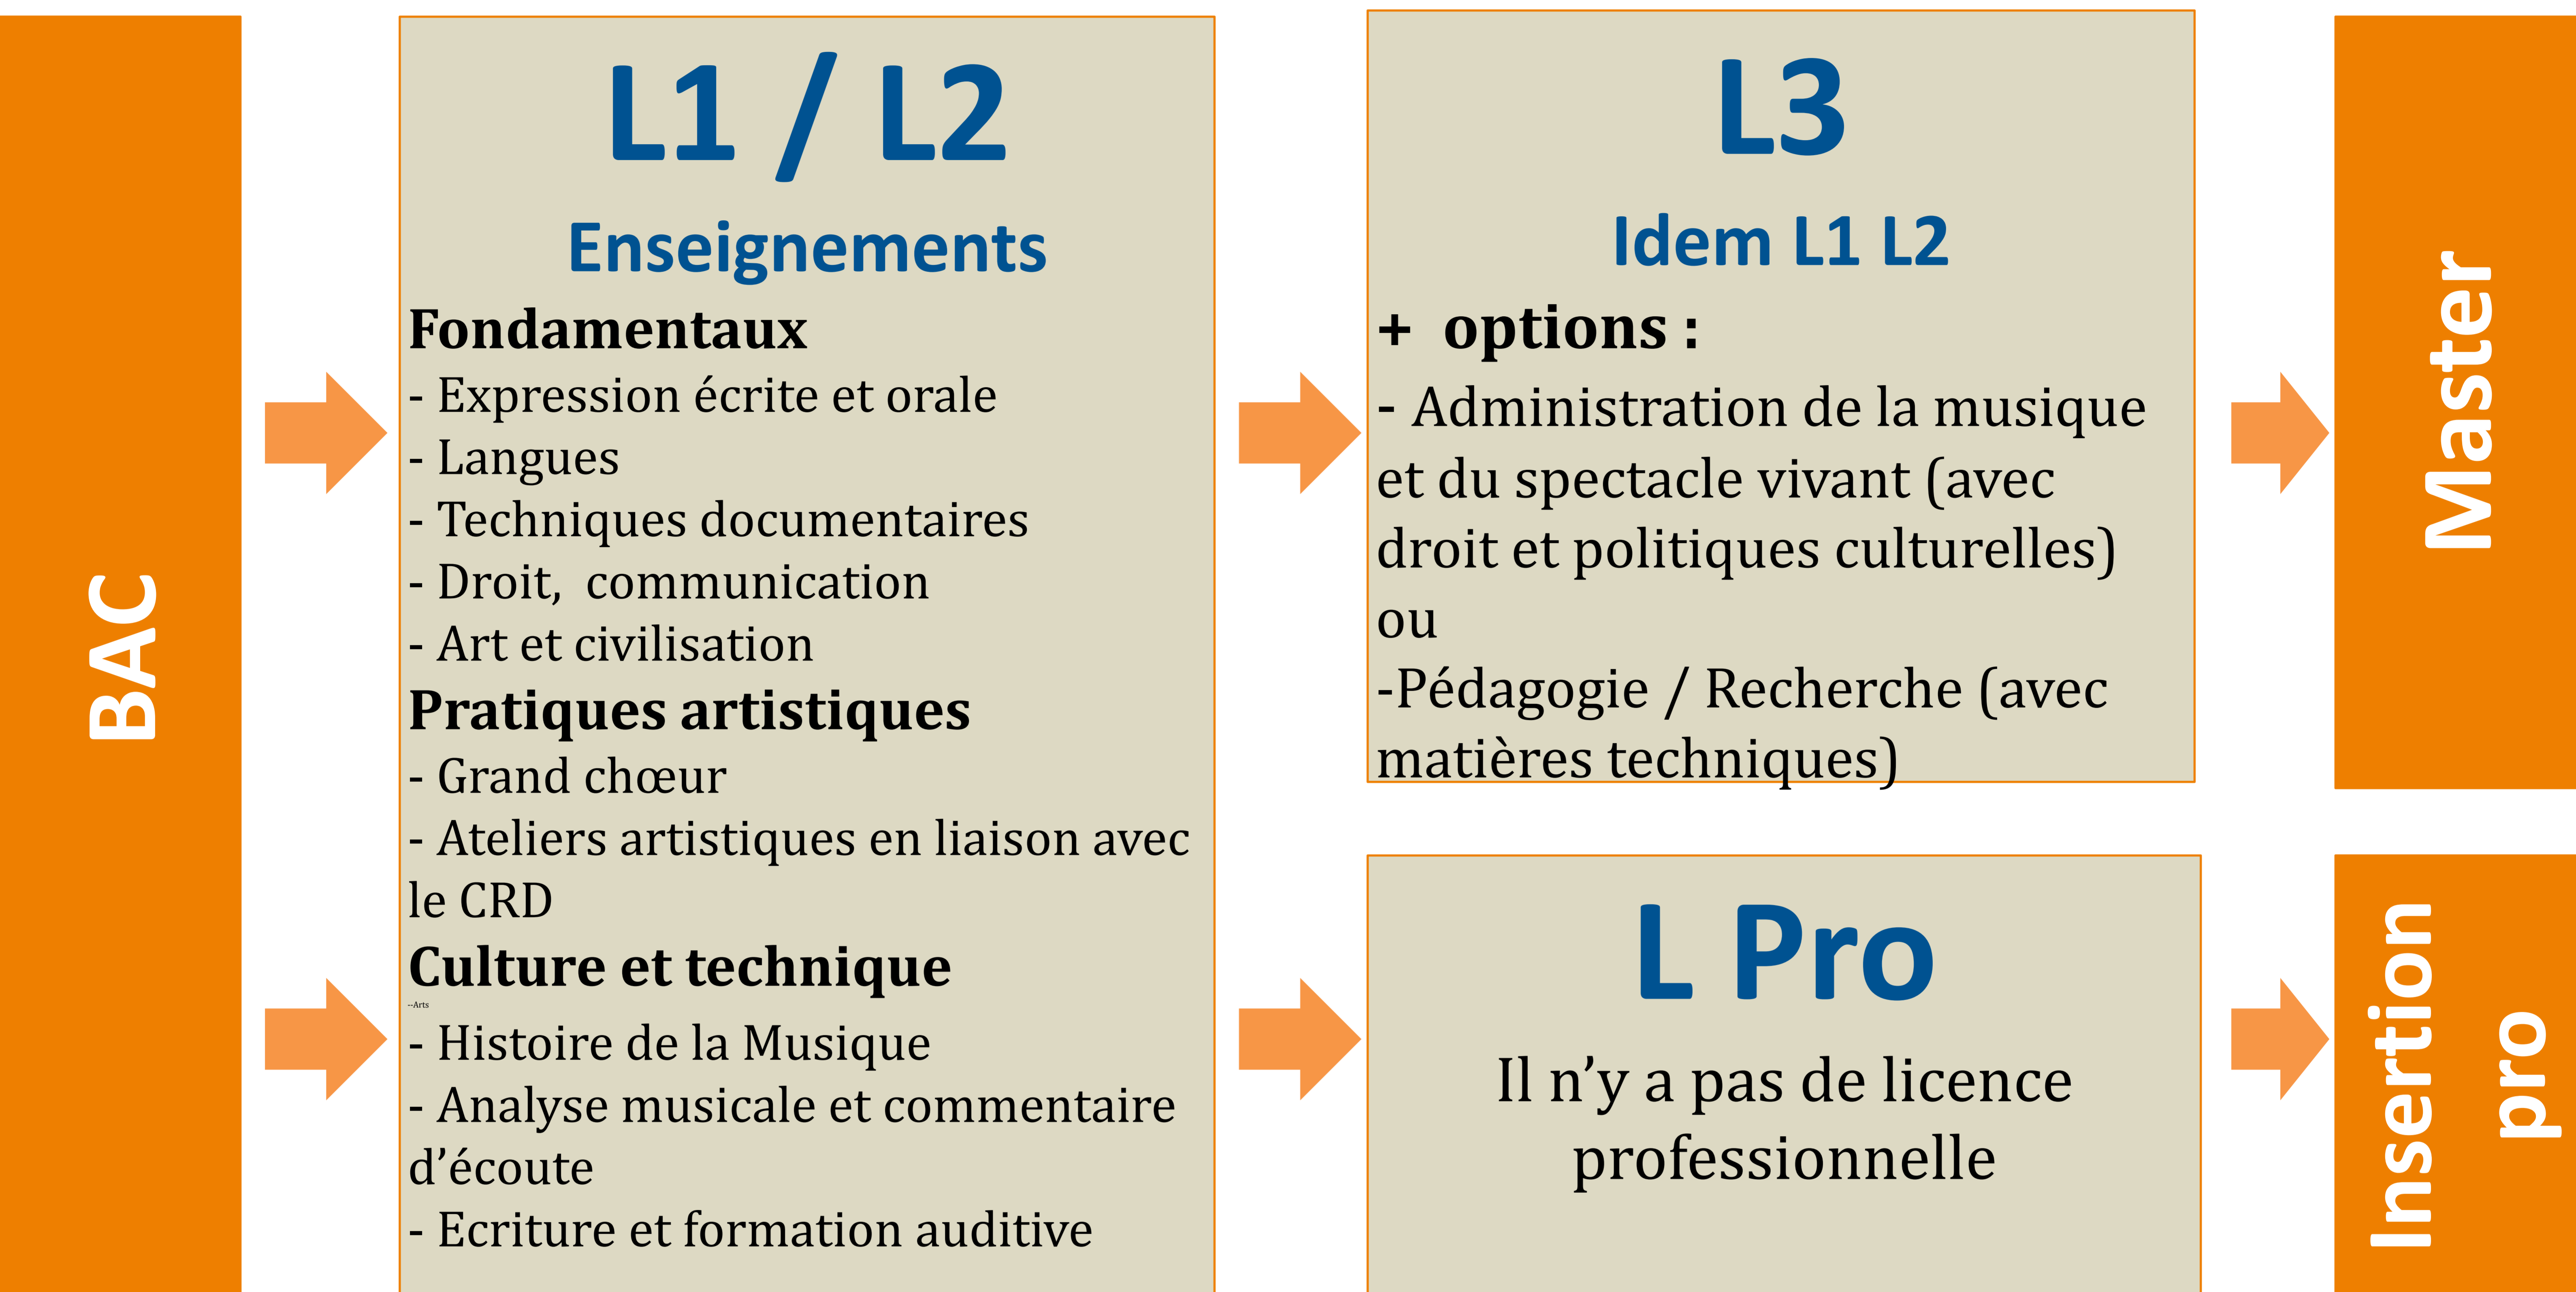 BAC
L1 / L2
Enseignements
Fondamentaux
- Expression écrite et orale
- Langues
- Techniques documentaires
- Droit,  communication
- Art et civilisation
Pratiques artistiques
- Grand chœur
- Ateliers artistiques en liaison avec
le CRD
Culture et technique
--Arts
- Histoire de la Musique
- Analyse musicale et commentaire
d’écoute
- Ecriture et formation auditive
L3
Idem L1 L2
+  options :
- Administration de la musique
et du spectacle vivant (avec
droit et politiques culturelles)
ou
-Pédagogie / Recherche (avec
matières techniques)
L Pro
Il n’y a pas de licence
professionnelle
Master
Insertion
pro